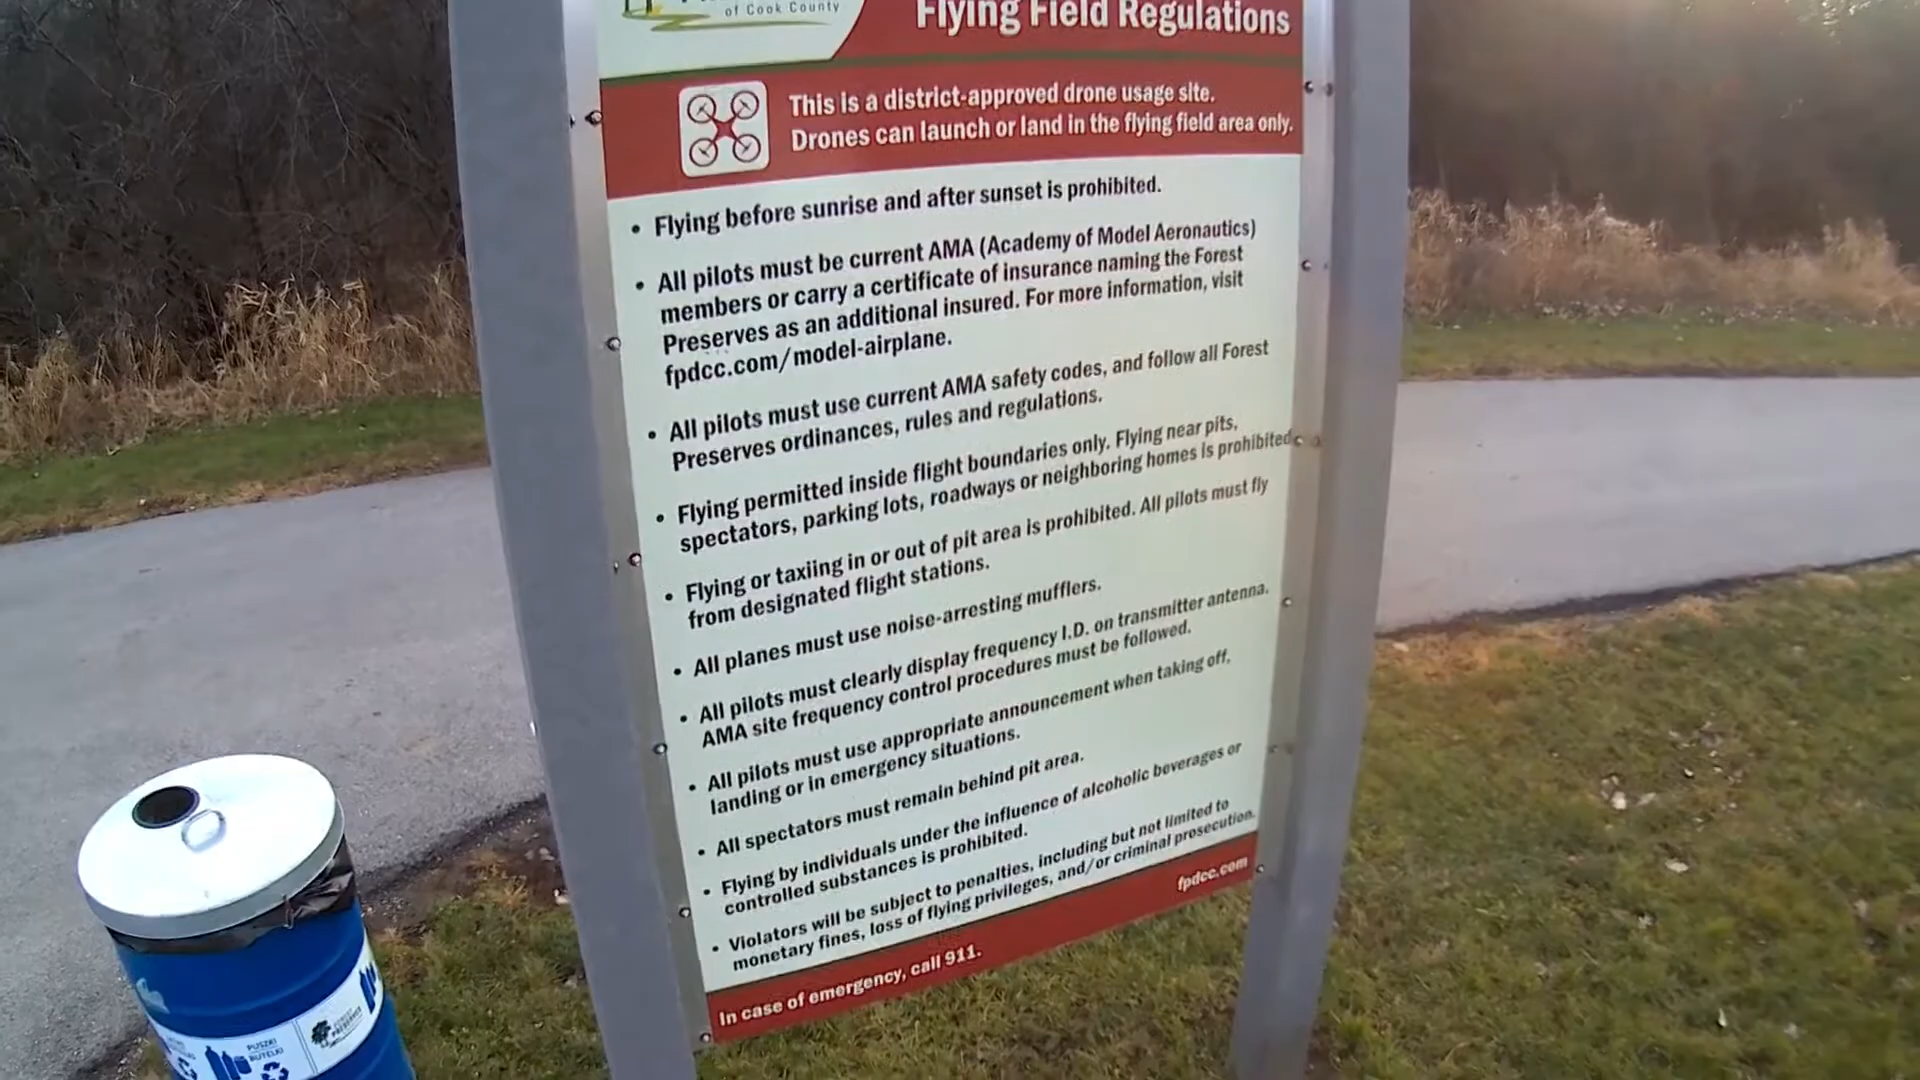 of Cook County
Flying Field Regulations
This is a district-approved drone usage site.
Drones can launch or land in the flying field area only.
• Flying before sunrise and after sunset is prohibited.
• All pilots must be current AMA (Academy of Model Aeronautics)
members or carry a certificate of insurance naming the Forest
Preserves as an additional insured. For more information, visit
fpdcc.com/model-airplane.
• All pilots must use current AMA safety codes, and follow all Forest
Preserves ordinances, rules and regulations.
• Flying permitted inside flight boundaries only. Flying near pits,
spectators, parking lots, roadways or neighboring homes is prohibited
• Flying or taxiing in or out of pit area is prohibited. All pilots must fly
from designated flight stations.
• All planes must use noise-arresting mufflers.
• All pilots must clearly display frequency I.D. on transmitter antenna.
AMA site frequency control procedures must be followed.
• All pilots must use appropriate announcement when taking off,
landing or in emergency situations.
• All spectators must remain behind pit area.
• Flying by individuals under the influence of alcoholic beverages or
controlled substances is prohibited.
• Violators will be subject to penalties, including but not limited to
monetary fines, loss of flying privileges, and/or criminal prosecution.
fpdcc.com
In case of emergency, call 911.
PUSZKI
BUTELKI